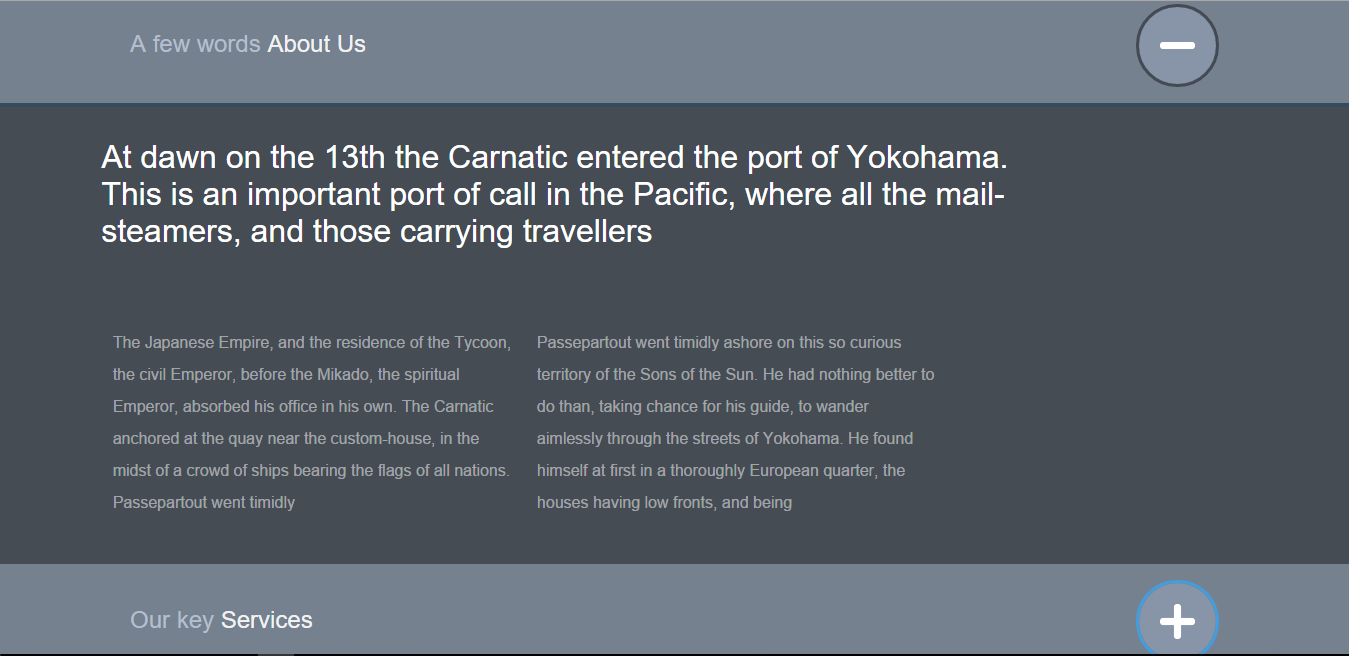 A few words About Us
At dawn on the 13th the Carnatic entered the port of Yokohama.
This is an important port of call in the Pacific, where all the mail-
steamers, and those carrying travellers
The Japanese Empire, and the residence of the Tycoon,
the civil Emperor, before the Mikado, the spiritual
Emperor, absorbed his office in his own. The Carnatic
anchored at the quay near the custom-house, in the
midst of a crowd of ships bearing the flags of all nations.
Passepartout went timidly
Passepartout went timidly ashore on this so curious
territory of the Sons of the Sun. He had nothing better to
do than, taking chance for his guide, to wander
aimlessly through the streets of Yokohama. He found
himself at first in a thoroughly European quarter, the
houses having low fronts, and being
Our key Services